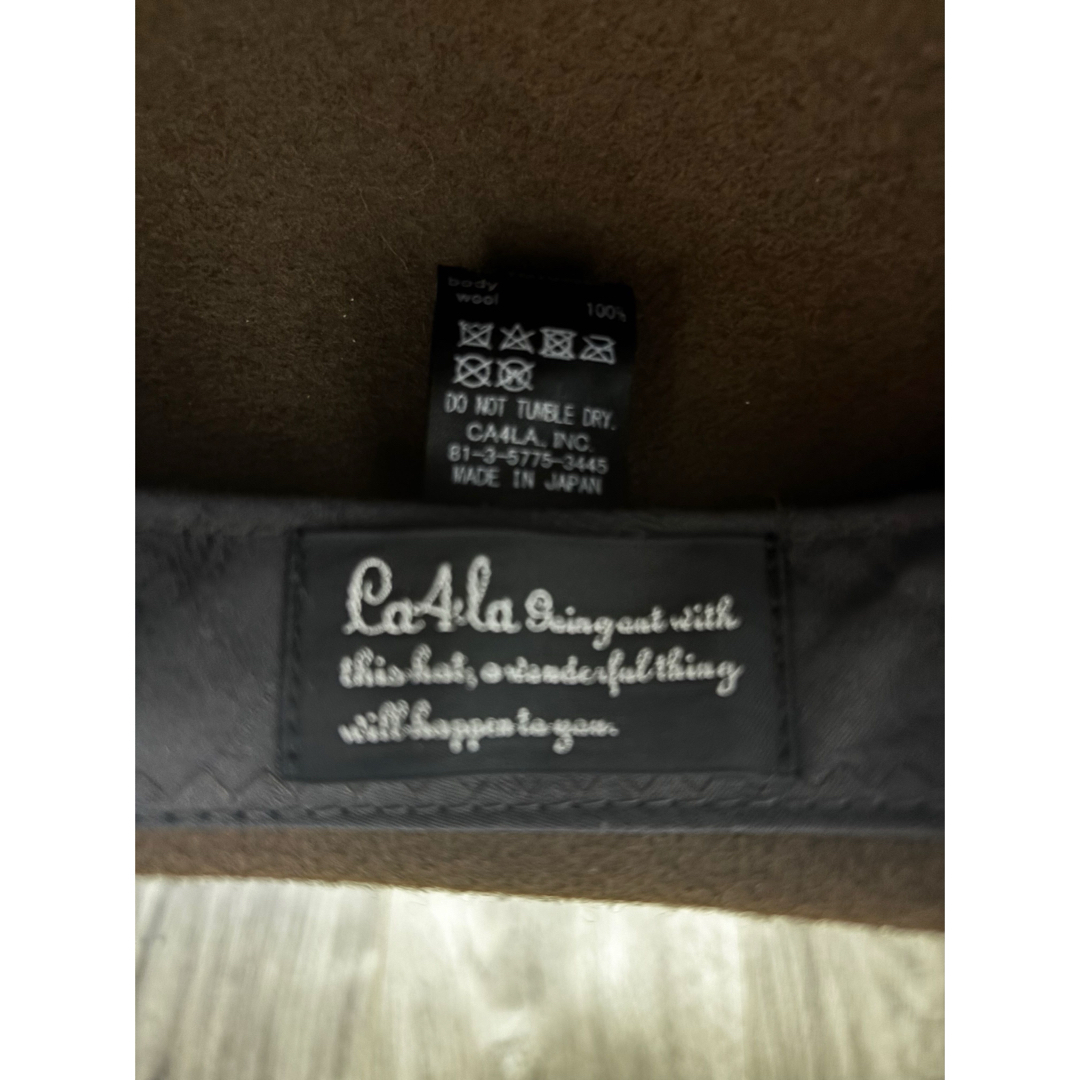 body
wool 100%
DO NOT TUMBLE DRY.
CA4LA. INC.
81-3-5775-3445
MADE IN JAPAN
Ca4la Going out with
this hat, a wonderful thing
will happen to you.